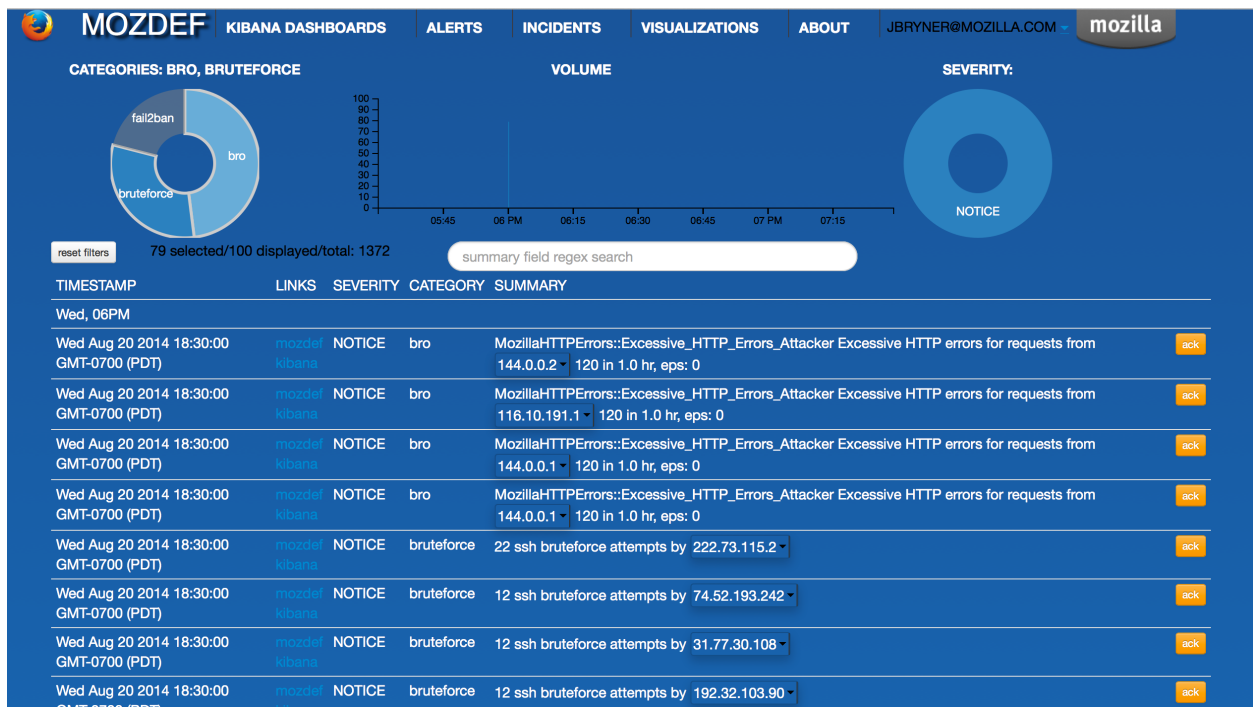 MOZDEF KIBANA DASHBOARDS ALERTS INCIDENTS VISUALIZATIONS ABOUT JBRYNER@MOZILLA.COM mozilla
CATEGORIES: BRO, BRUTEFORCE VOLUME SEVERITY:
fail2ban
bro
bruteforce
100
90
80
70
60
50
40
30
20
10
0
05:45 06 PM 06:15 06:30 06:45 07 PM 07:15
NOTICE
reset filters 79 selected/100 displayed/total: 1372 summary field regex search
TIMESTAMP LINKS SEVERITY CATEGORY SUMMARY
Wed, 06PM
Wed Aug 20 2014 18:30:00 mozdef NOTICE bro MozillaHTTPErrors::Excessive_HTTP_Errors_Attacker Excessive HTTP errors for requests from ack
GMT-0700 (PDT) kibana 144.0.0.2 120 in 1.0 hr, eps: 0
Wed Aug 20 2014 18:30:00 mozdef NOTICE bro MozillaHTTPErrors::Excessive_HTTP_Errors_Attacker Excessive HTTP errors for requests from ack
GMT-0700 (PDT) kibana 116.10.191.1 120 in 1.0 hr, eps: 0
Wed Aug 20 2014 18:30:00 mozdef NOTICE bro MozillaHTTPErrors::Excessive_HTTP_Errors_Attacker Excessive HTTP errors for requests from ack
GMT-0700 (PDT) kibana 144.0.0.1 120 in 1.0 hr, eps: 0
Wed Aug 20 2014 18:30:00 mozdef NOTICE bro MozillaHTTPErrors::Excessive_HTTP_Errors_Attacker Excessive HTTP errors for requests from ack
GMT-0700 (PDT) kibana 144.0.0.1 120 in 1.0 hr, eps: 0
Wed Aug 20 2014 18:30:00 mozdef NOTICE bruteforce 22 ssh bruteforce attempts by 222.73.115.2 ack
GMT-0700 (PDT) kibana
Wed Aug 20 2014 18:30:00 mozdef NOTICE bruteforce 12 ssh bruteforce attempts by 74.52.193.242 ack
GMT-0700 (PDT) kibana
Wed Aug 20 2014 18:30:00 mozdef NOTICE bruteforce 12 ssh bruteforce attempts by 31.77.30.108 ack
GMT-0700 (PDT) kibana
Wed Aug 20 2014 18:30:00 mozdef NOTICE bruteforce 12 ssh bruteforce attempts by 192.32.103.90 ack